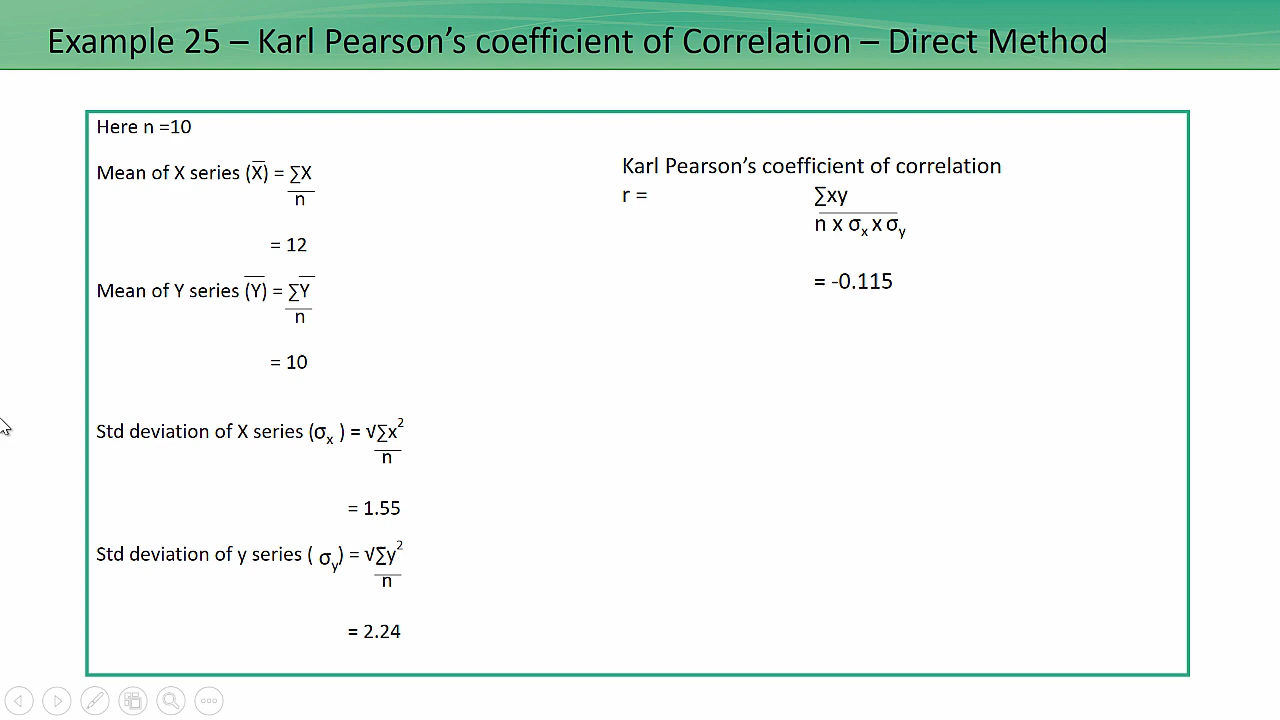 Example 25 – Karl Pearson’s coefficient of Correlation – Direct Method
Here n =10
Mean of X series (X̅) = ∑X
n
= 12
Mean of Y series (Y̅) = ∑Y̅
n
= 10
Std deviation of X series (σx ) = √∑x²
n
= 1.55
Std deviation of y series ( σy) = √∑y²
n
= 2.24
Karl Pearson’s coefficient of correlation
r = ∑xy
n x σx x σy
= -0.115